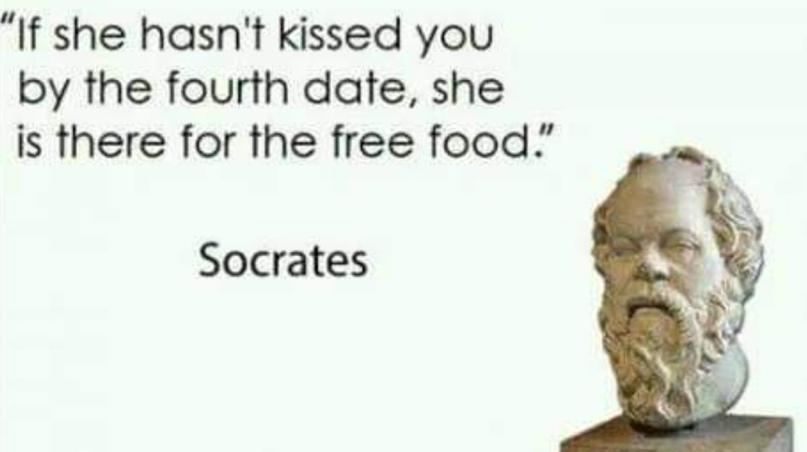 “If she hasn't kissed you
by the fourth date, she
is there for the free food.”
Socrates